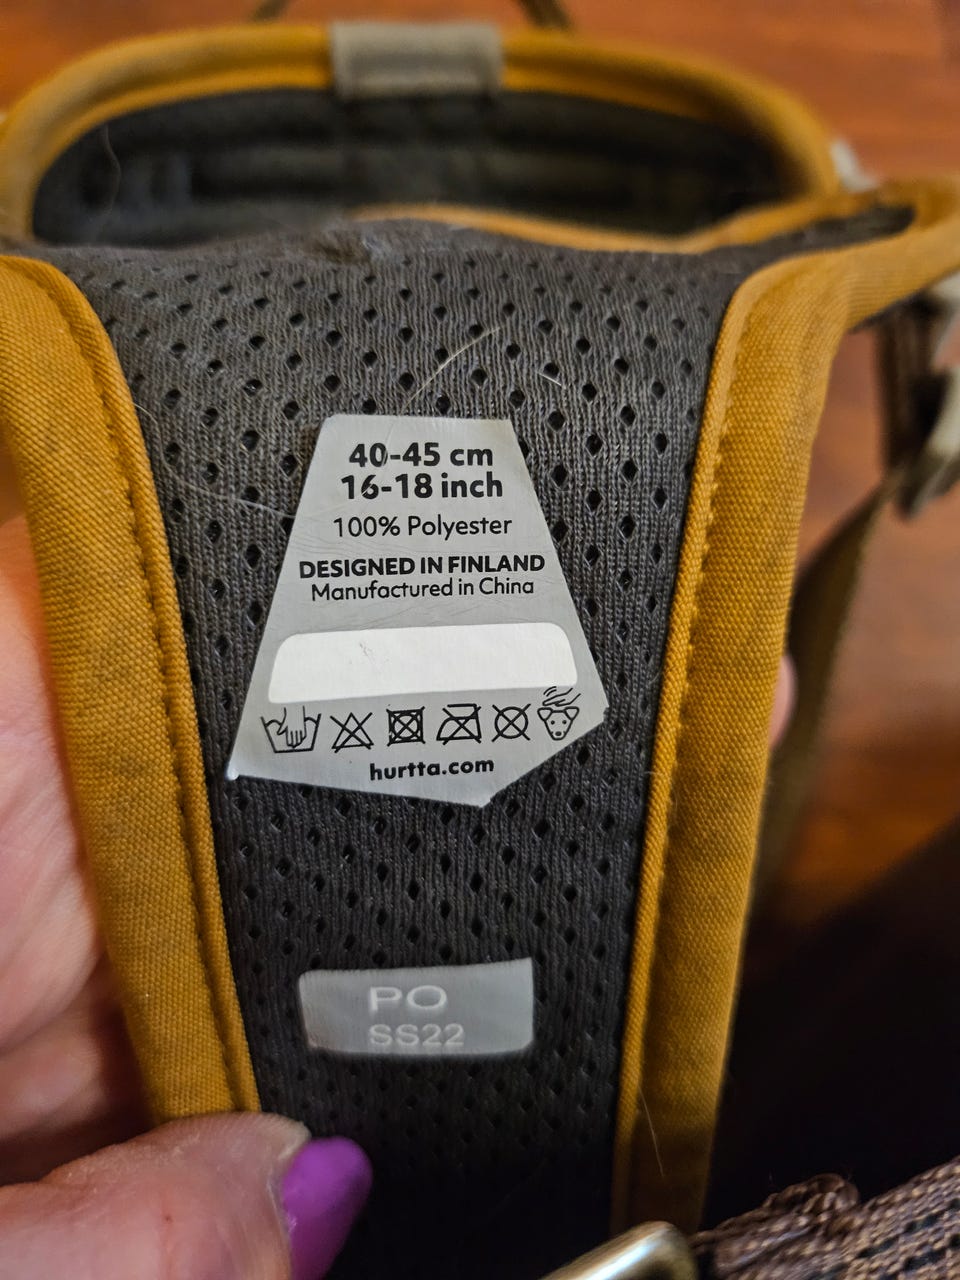 40-45 cm
16-18 inch
100% Polyester
DESIGNED IN FINLAND
Manufactured in China
hurtta.com
PO
SS22